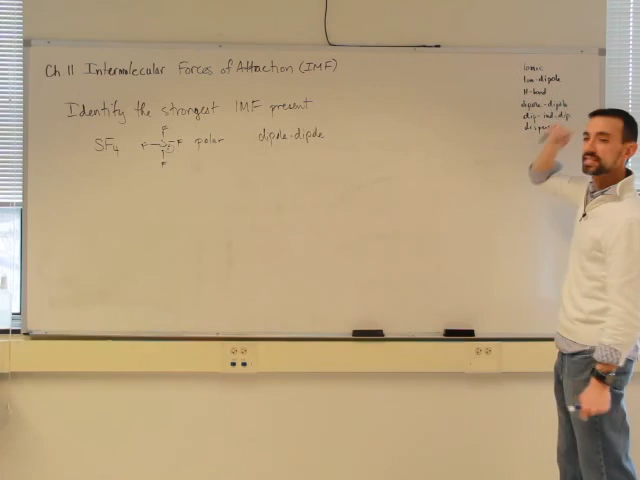 Ch 11 Intermolecular Forces of Attraction (IMF)
Identify the strongest IMF present
SF4 F F S F F polar dipole-dipole
Ionic
Ion-dipole
H-bond
dipole-dipole
dip-ind.dip